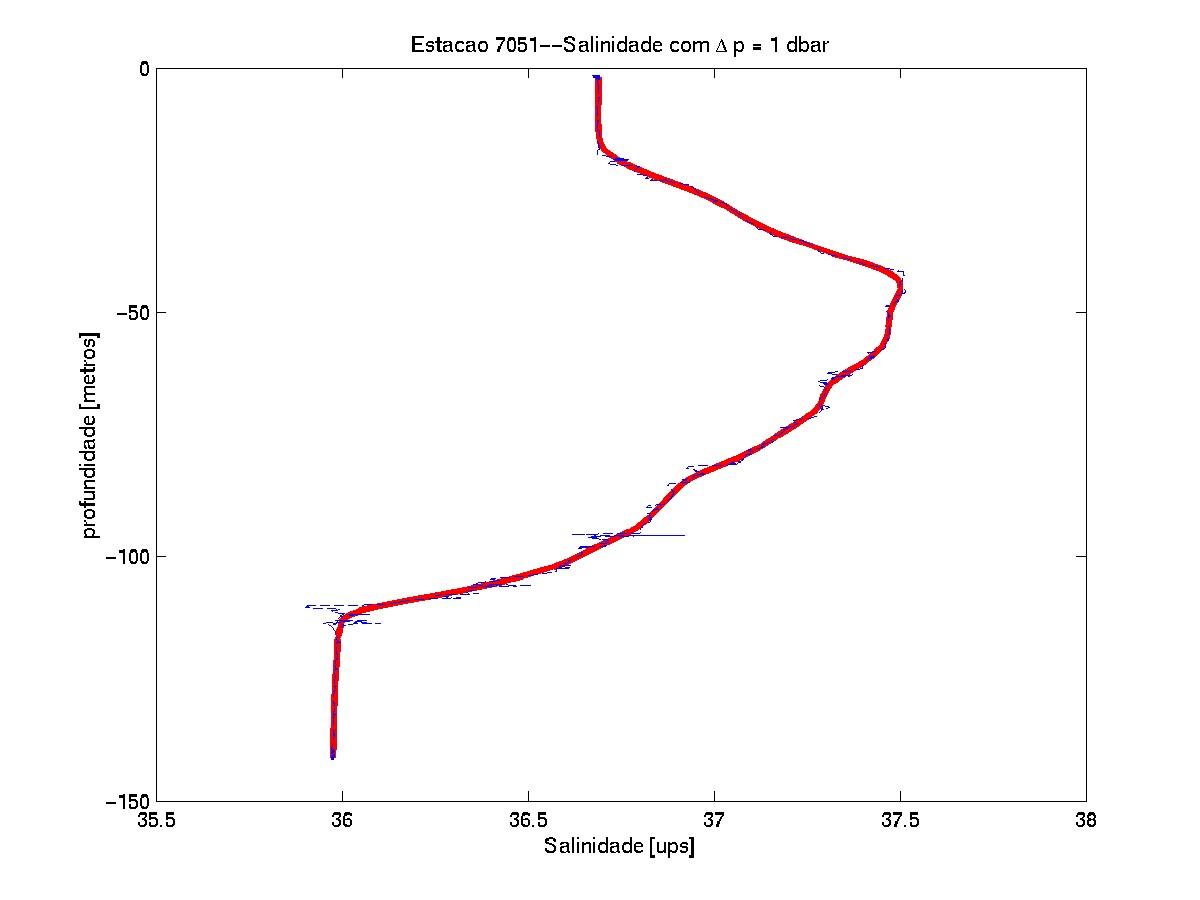 Estacao 7051−−Salinidade com Δ p = 1 dbar
0
−50
−100
−150
profundidade [metros]
35.5 36 36.5 37 37.5 38
Salinidade [ups]